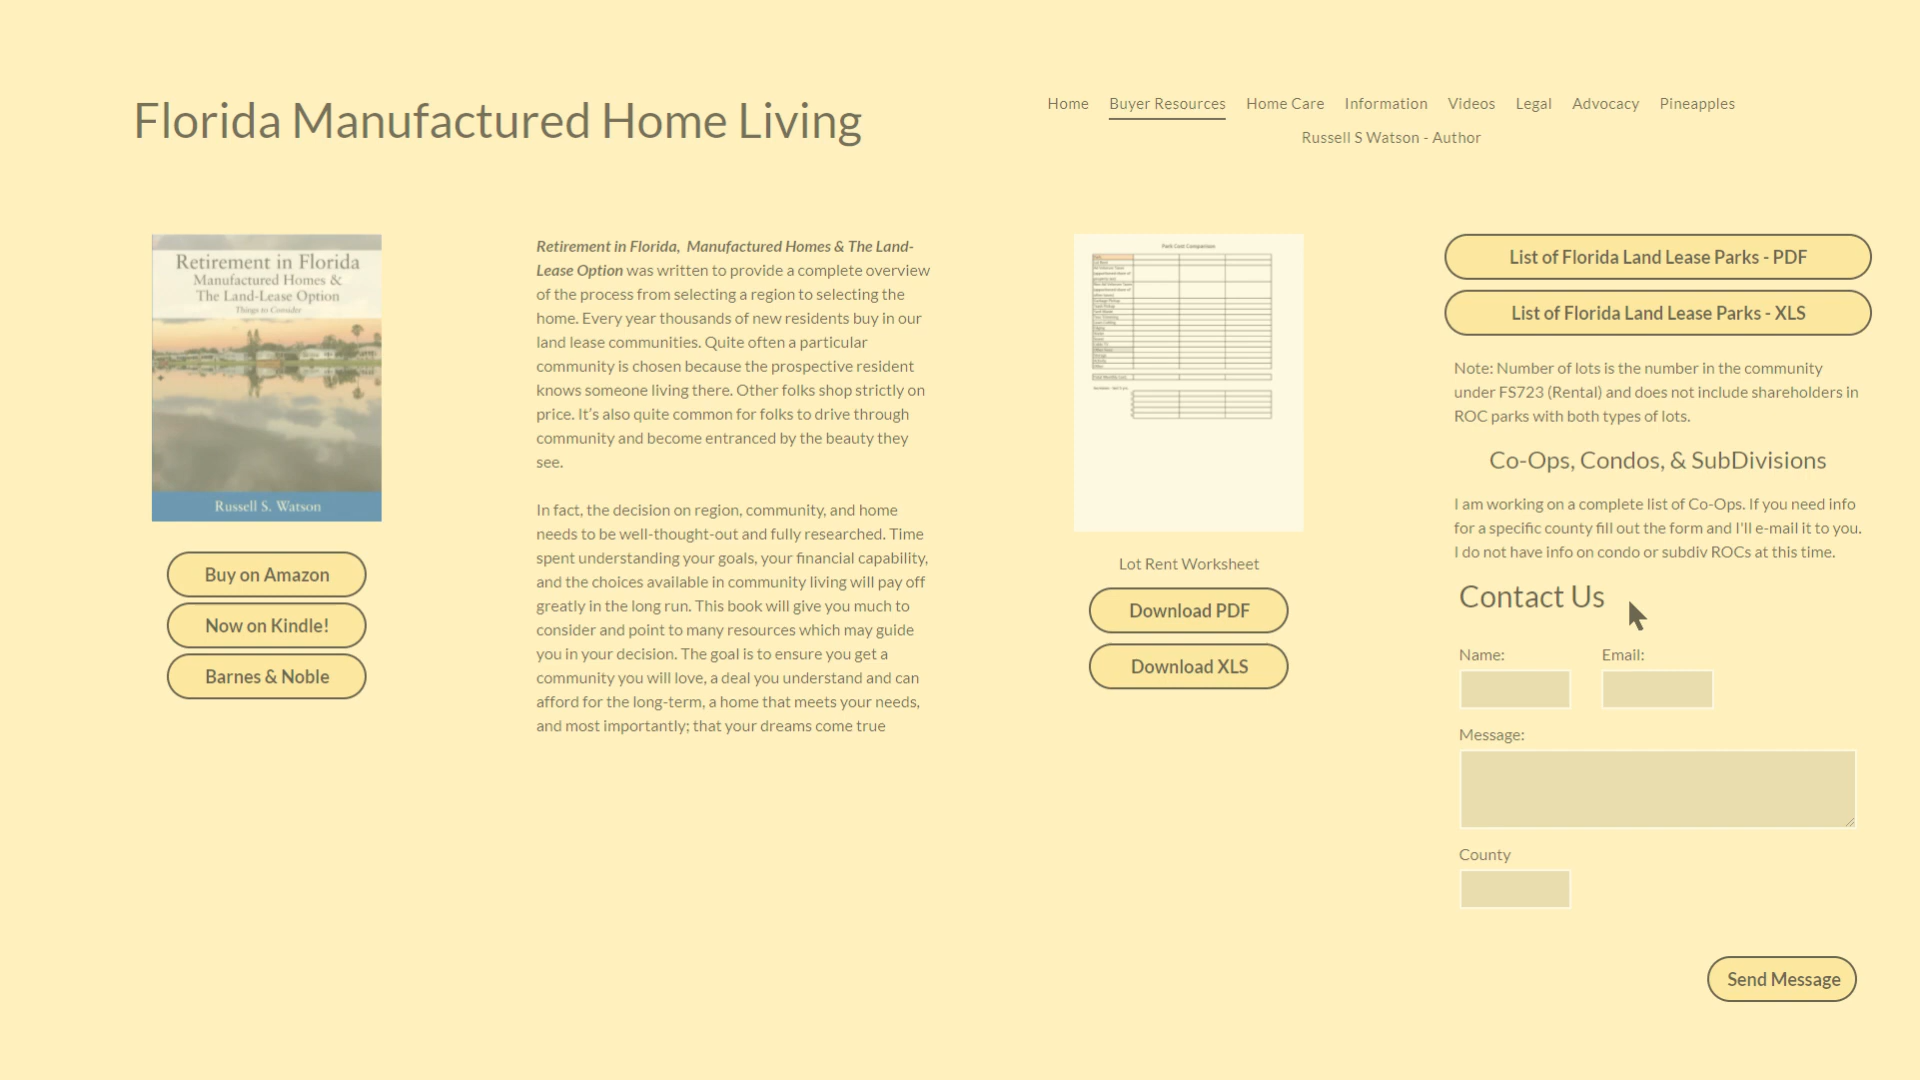 Florida Manufactured Home Living
Home Buyer Resources Home Care Information Videos Legal Advocacy Pineapples
Russell S Watson - Author
Retirement in Florida
Manufactured Homes &
The Land-Lease Option
Things to Consider
Russell S. Watson
Buy on Amazon
Now on Kindle!
Barnes & Noble
Retirement in Florida, Manufactured Homes & The Land-
Lease Option was written to provide a complete overview
of the process from selecting a region to selecting the
home. Every year thousands of new residents buy in our
land lease communities. Quite often a particular
community is chosen because the prospective resident
knows someone living there. Other folks shop strictly on
price. It’s also quite common for folks to drive through
community and become entranced by the beauty they
see.
In fact, the decision on region, community, and home
needs to be well-thought-out and fully researched. Time
spent understanding your goals, your financial capability,
and the choices available in community living will pay off
greatly in the long run. This book will give you much to
consider and point to many resources which may guide
you in your decision. The goal is to ensure you get a
community you will love, a deal you understand and can
afford for the long-term, a home that meets your needs,
and most importantly; that your dreams come true
Park Cost Comparison
Lot Rent Worksheet
Download PDF
Download XLS
List of Florida Land Lease Parks - PDF
List of Florida Land Lease Parks - XLS
Note: Number of lots is the number in the community
under FS723 (Rental) and does not include shareholders in
ROC parks with both types of lots.
Co-Ops, Condos, & SubDivisions
I am working on a complete list of Co-Ops. If you need info
for a specific county fill out the form and I'll e-mail it to you.
I do not have info on condo or subdiv ROCs at this time.
Contact Us
Name: Email:
Message:
County
Send Message